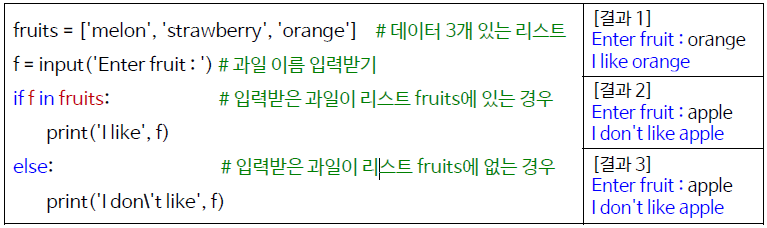 fruits = ['melon', 'strawberry', 'orange'] # 데이터 3개 있는 리스트
f = input('Enter fruit : ') # 과일 이름 입력받기
if f in fruits: # 입력받은 과일이 리스트 fruits에 있는 경우
print('I like', f)
else: # 입력받은 과일이 리스트 fruits에 없는 경우
print('I don\'t like', f)
[결과 1]
Enter fruit : orange
I like orange
[결과 2]
Enter fruit : apple
I don't like apple
[결과 3]
Enter fruit : apple
I don't like apple